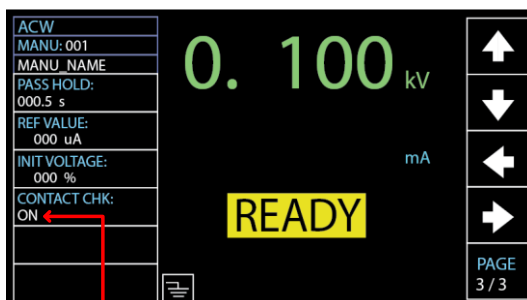 ACW
MANU: 001
MANU_NAME
PASS HOLD:
000.5 s
REF VALUE:
000 uA
INIT VOLTAGE:
000 %
CONTACT CHK:
ON
0. 100 kV
mA
READY
PAGE
3 / 3